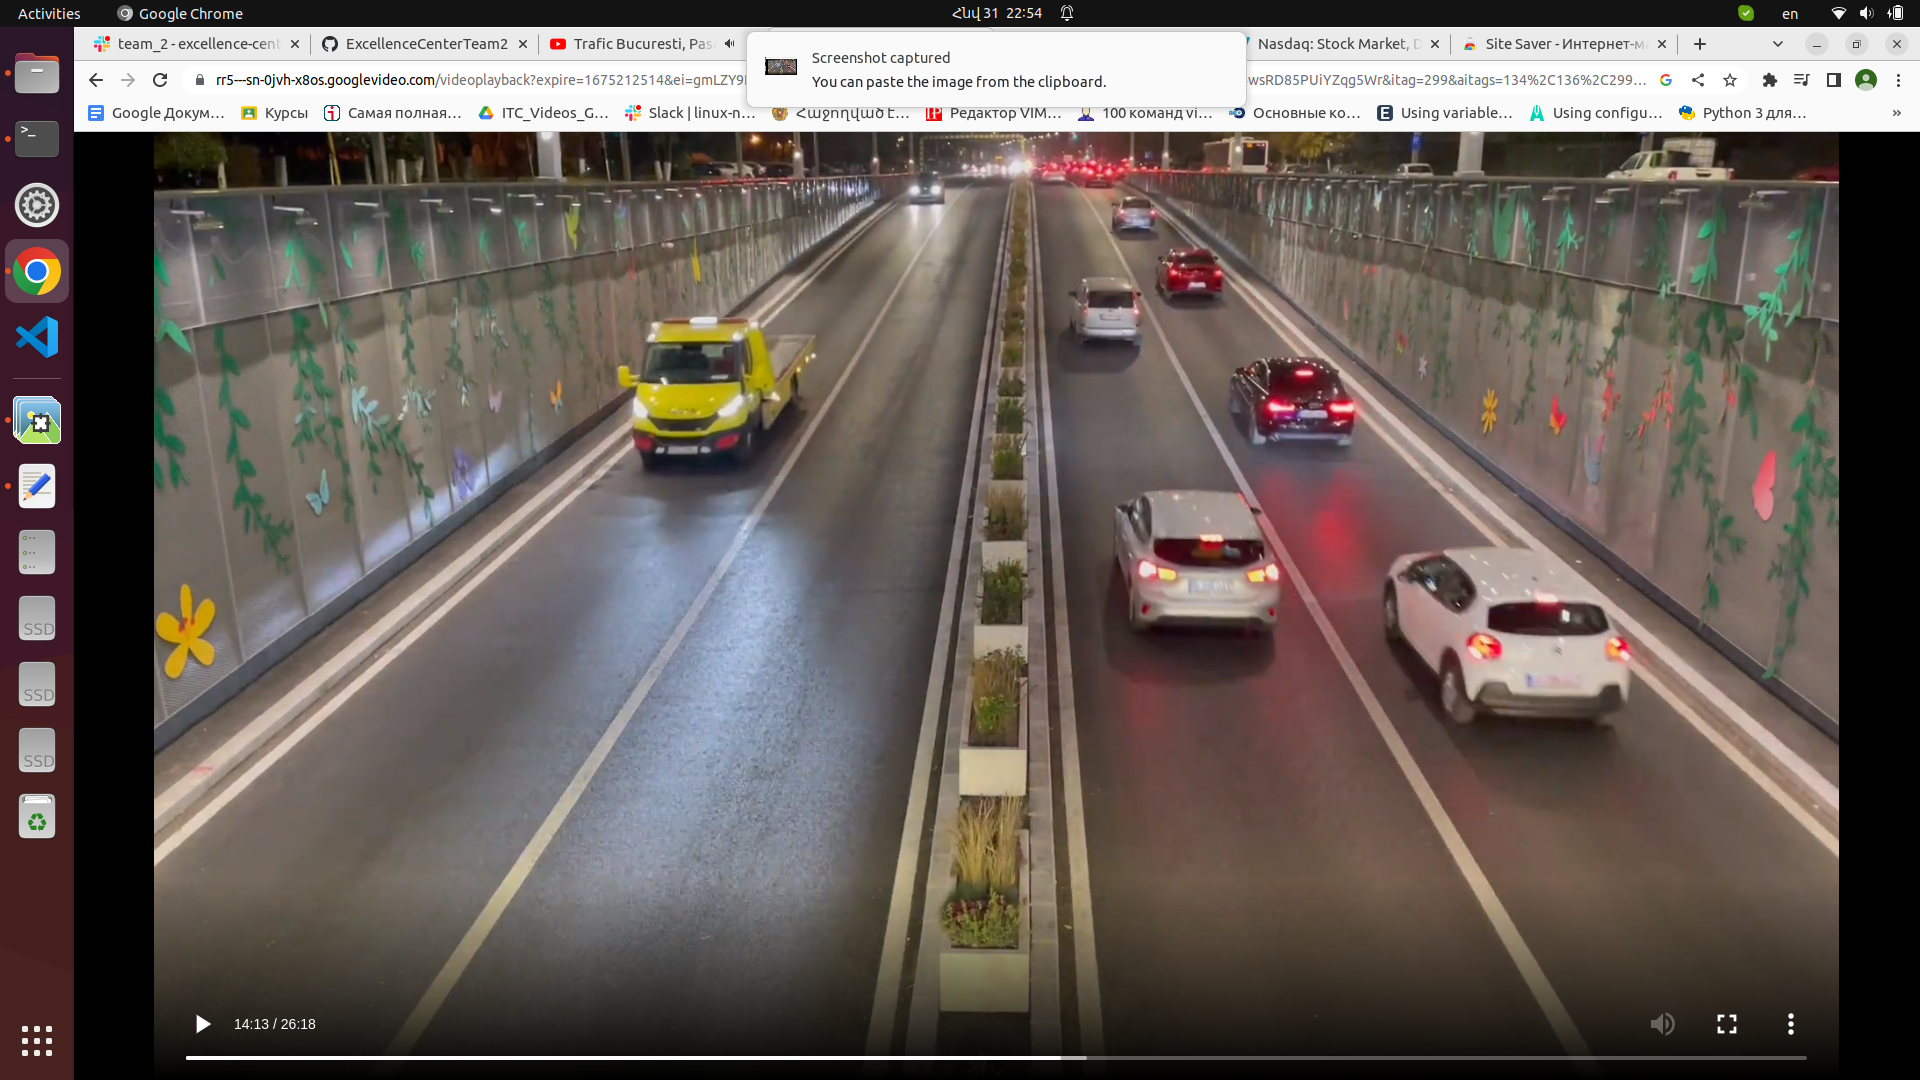 Activities
Google Chrome
Հնվ 31 22:54
en
team_2 - excellence-cent
ExcellenceCenterTeam2
Trafic Bucuresti, Pasa
Nasdaq: Stock Market, D
Site Saver - Интернет-ма
Screenshot captured
You can paste the image from the clipboard.
rr5---sn-0jvh-x8os.googlevideo.com/videoplayback?expire=1675212514&ei=gmLZY9
wsRD85PUiYZqg5Wr&itag=299&aitags=134%2C136%2C299...
Google Докум…
Курсы
Самая полная…
ITC_Videos_G…
Slack | linux-n…
Հաջողված է…
Редактор VIM…
100 команд vi…
Основные ко…
Using variable…
Using configu…
Python 3 для…
»
SSD
SSD
SSD
14:13 / 26:18